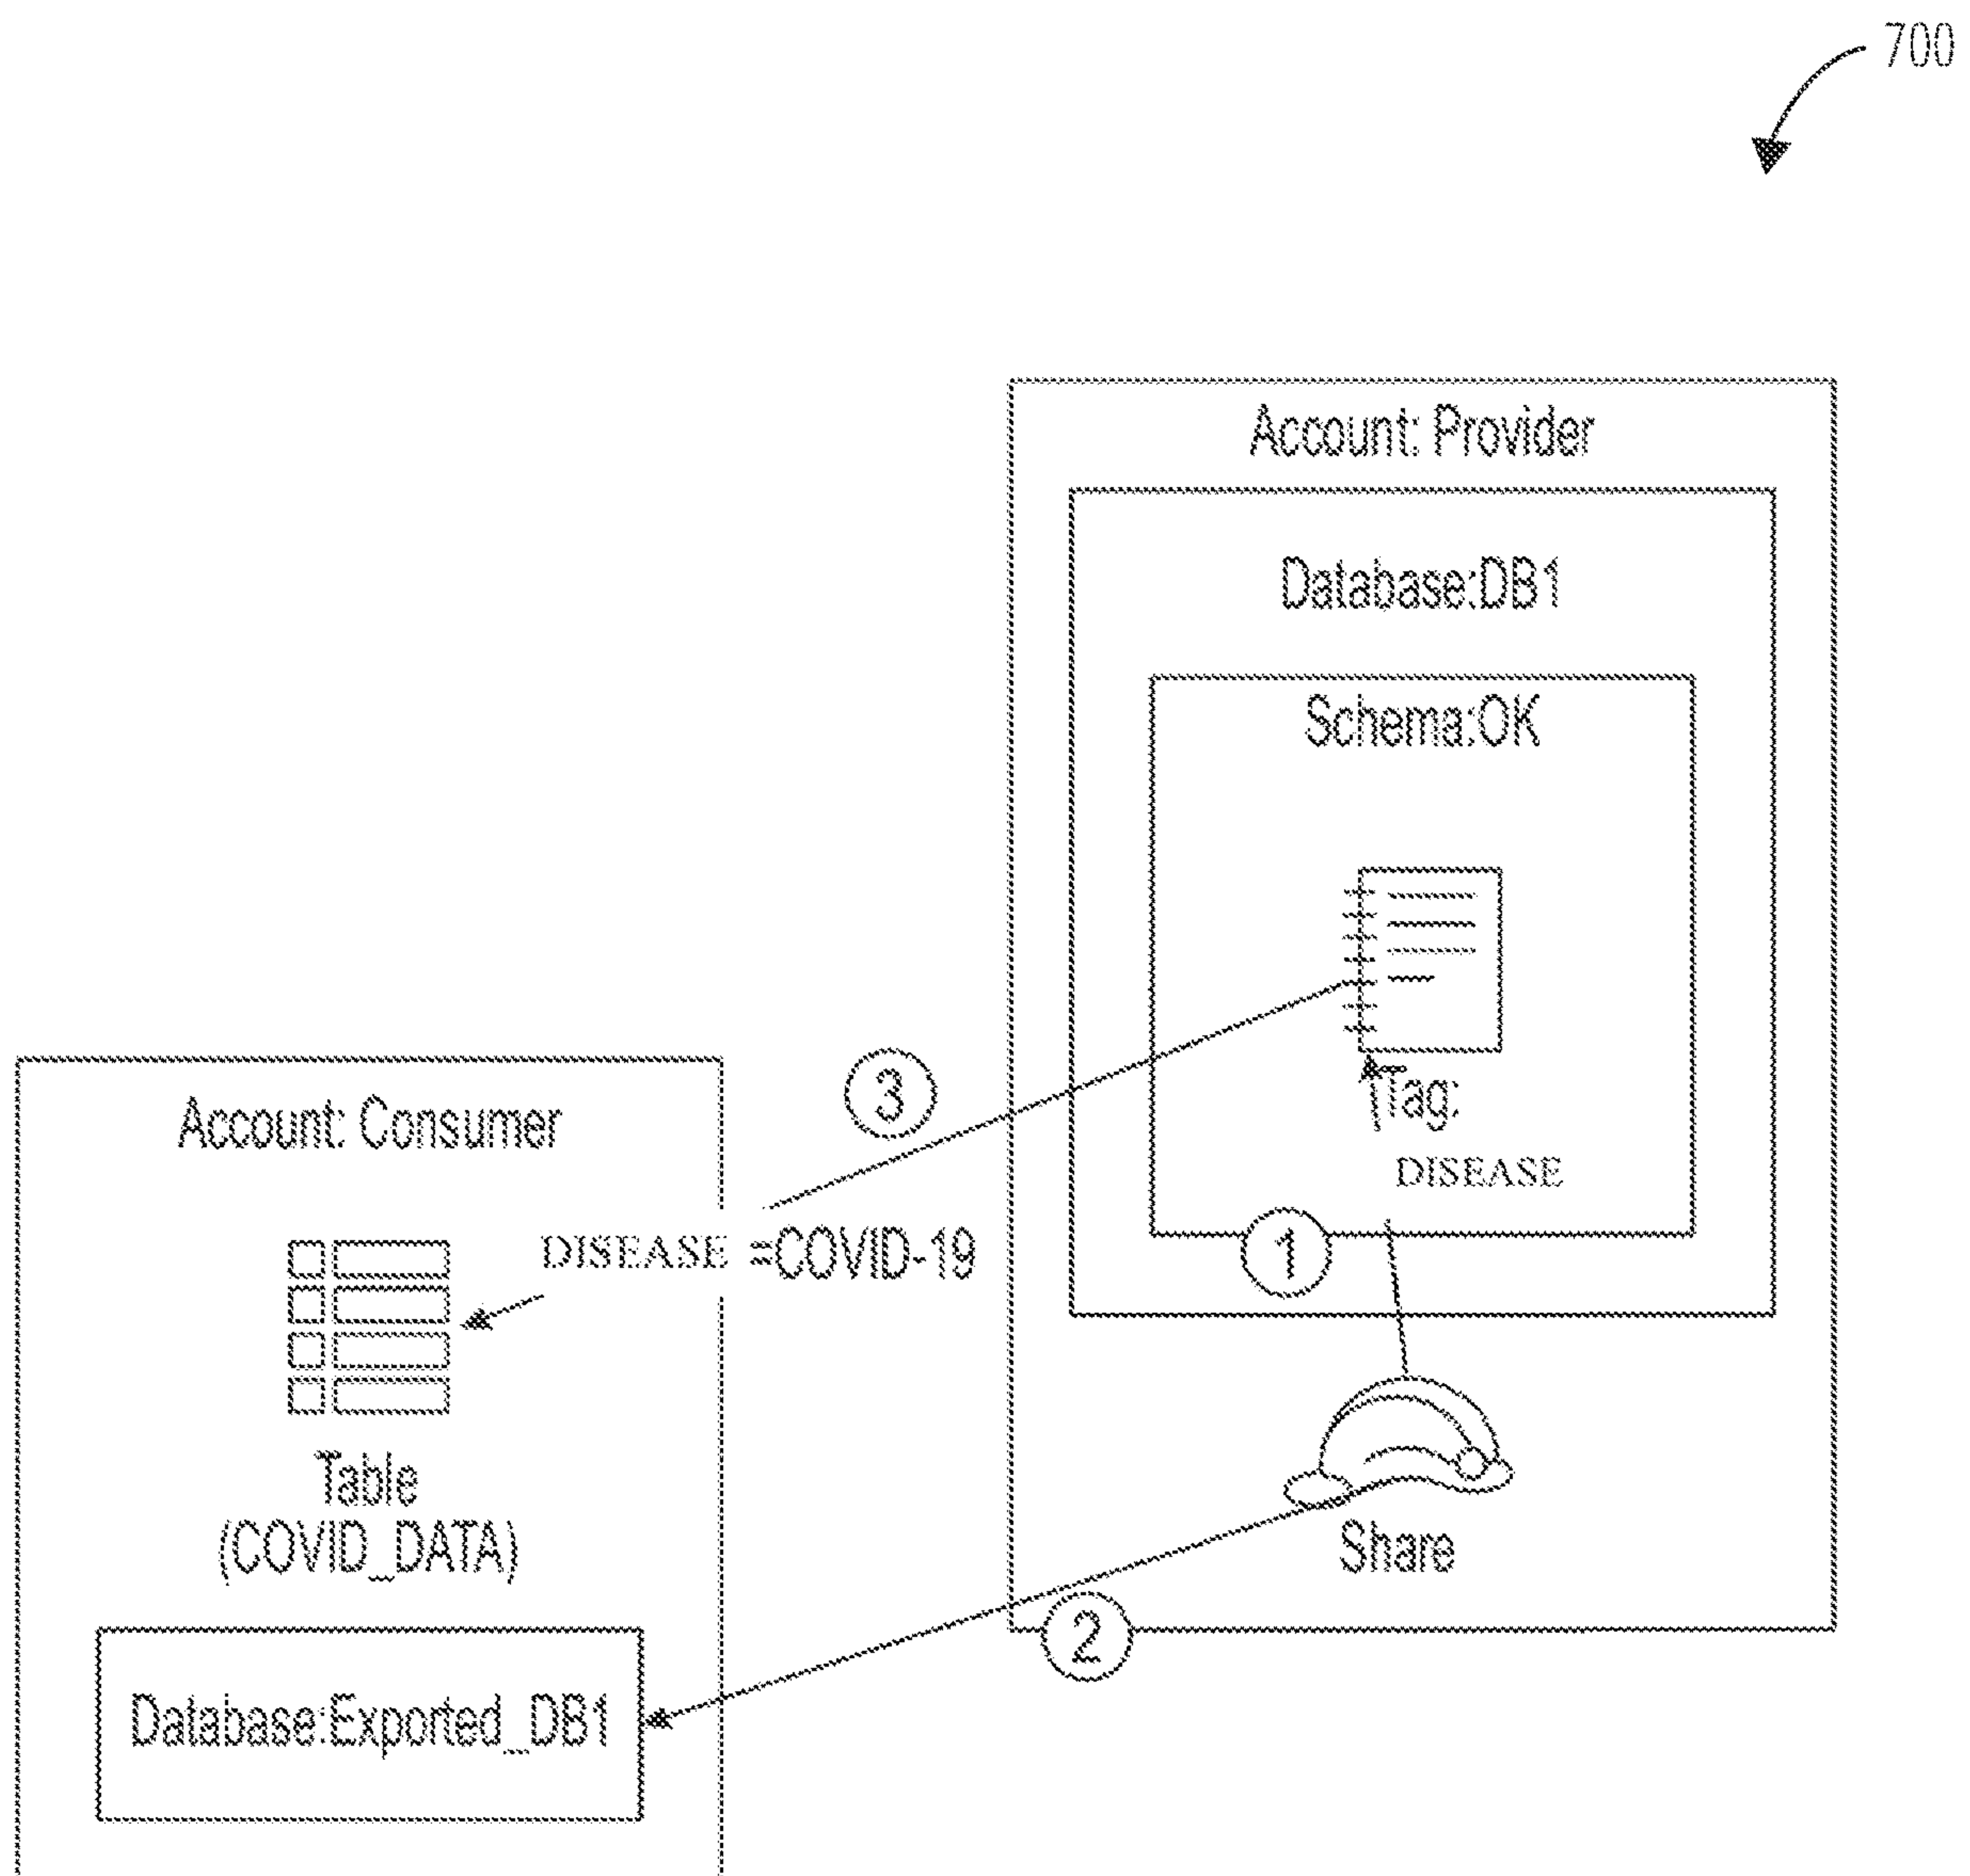 700
Account: Provider
Database:DB1
Schema:OK
Tag:
DISEASE
1
3
Account: Consumer
DISEASE =COVID-19
Table
(COVID_DATA)
Share
2
Database:Exported_DB1